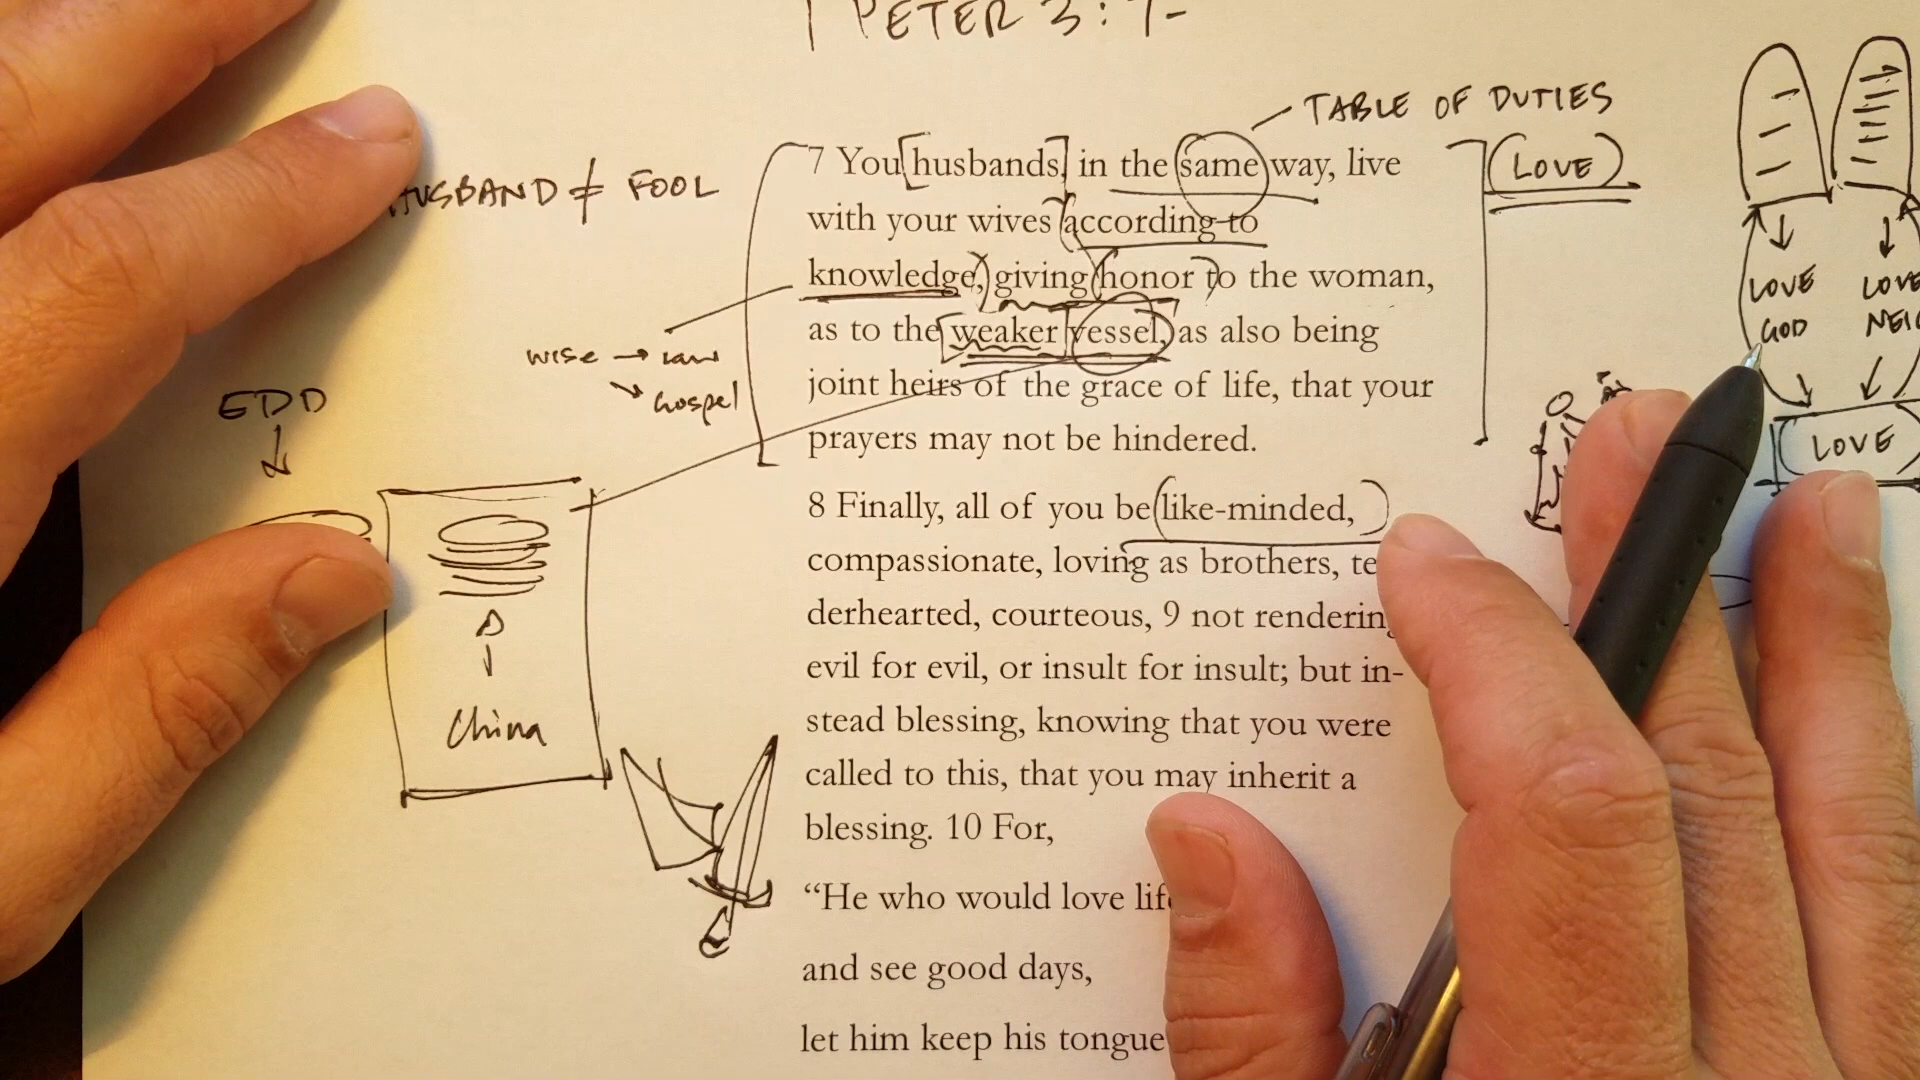 1 PETER 3:7-
TABLE OF DUTIES
HUSBAND ≠ FOOL
(LOVE)
7 You husbands, in the same way, live
with your wives according to
knowledge, giving honor to the woman,
as to the weaker vessel, as also being
joint heirs of the grace of life, that your
prayers may not be hindered.
wise → law
↘ Gospel
EDD
↓
China
LOVE
GOD
LOVE
NEIG
LOVE
8 Finally, all of you be like-minded,
compassionate, loving as brothers, te
derhearted, courteous, 9 not rendering
evil for evil, or insult for insult; but in-
stead blessing, knowing that you were
called to this, that you may inherit a
blessing. 10 For,
“He who would love life
and see good days,
let him keep his tongue